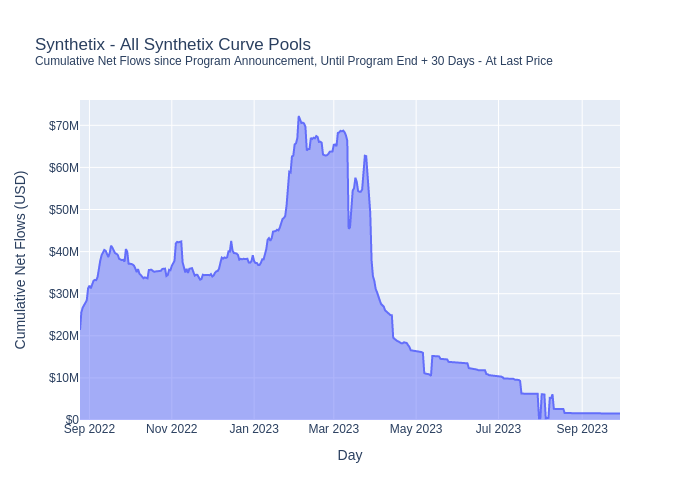 Synthetix - All Synthetix Curve Pools
Cumulative Net Flows since Program Announcement, Until Program End + 30 Days - At Last Price
Cumulative Net Flows (USD)
$70M
$60M
$50M
$40M
$30M
$20M
$10M
$0
Sep 2022 Nov 2022 Jan 2023 Mar 2023 May 2023 Jul 2023 Sep 2023
Day